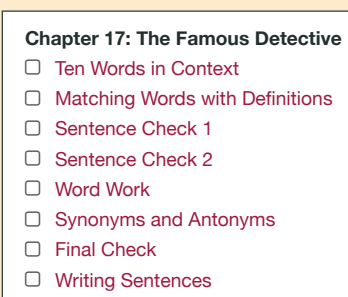 Chapter 17: The Famous Detective
Ten Words in Context
Matching Words with Definitions
Sentence Check 1
Sentence Check 2
Word Work
Synonyms and Antonyms
Final Check
Writing Sentences